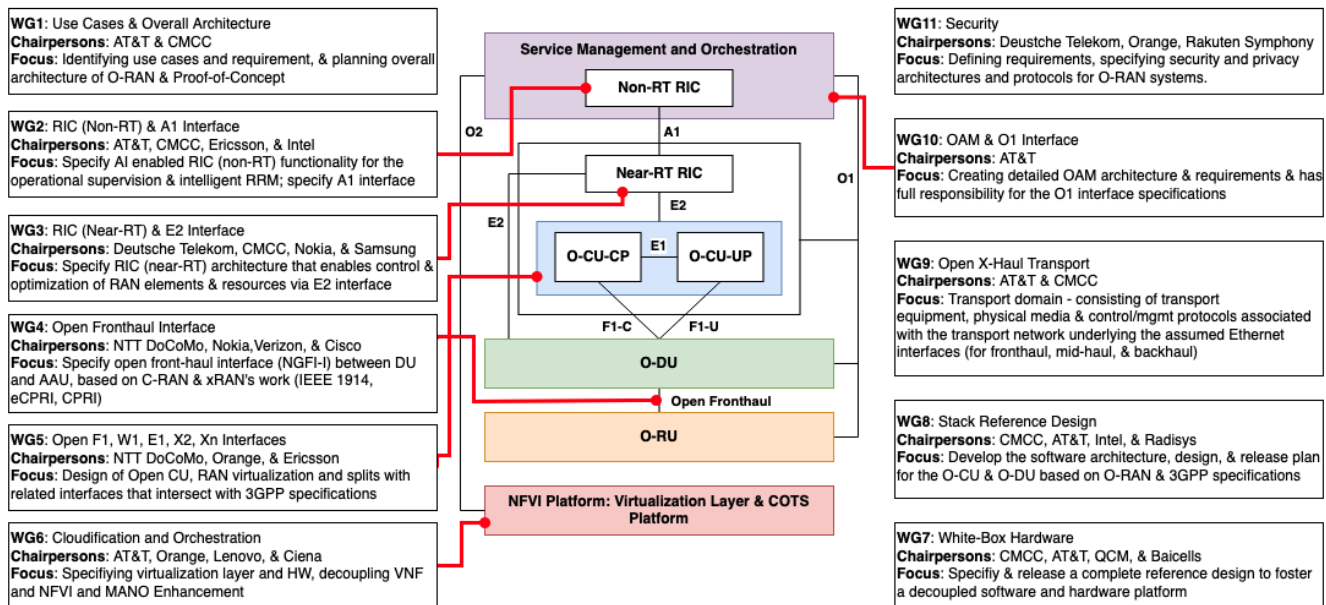 WG1: Use Cases & Overall Architecture
Chairpersons: AT&T & CMCC
Focus: Identifying use cases and requirement, & planning overall
architecture of O-RAN & Proof-of-Concept
WG2: RIC (Non-RT) & A1 Interface
Chairpersons: AT&T, CMCC, Ericsson, & Intel
Focus: Specify AI enabled RIC (non-RT) functionality for the
operational supervision & intelligent RRM; specify A1 interface
WG3: RIC (Near-RT) & E2 Interface
Chairpersons: Deutsche Telekom, CMCC, Nokia, & Samsung
Focus: Specify RIC (near-RT) architecture that enables control &
optimization of RAN elements & resources via E2 interface
WG4: Open Fronthaul Interface
Chairpersons: NTT DoCoMo, Nokia,Verizon, & Cisco
Focus: Specify open front-haul interface (NGFI-I) between DU
and AAU, based on C-RAN & xRAN's work (IEEE 1914,
eCPRI, CPRI)
WG5: Open F1, W1, E1, X2, Xn Interfaces
Chairpersons: NTT DoCoMo, Orange, & Ericsson
Focus: Design of Open CU, RAN virtualization and splits with
related interfaces that intersect with 3GPP specifications
WG6: Cloudification and Orchestration
Chairpersons: AT&T, Orange, Lenovo, & Ciena
Focus: Specifiying virtualization layer and HW, decoupling VNF
and NFVI and MANO Enhancement
Service Management and Orchestration
Non-RT RIC
O2
A1
Near-RT RIC
O1
E2
E2
O-CU-CP
E1
O-CU-UP
F1-C
F1-U
O-DU
Open Fronthaul
O-RU
NFVI Platform: Virtualization Layer & COTS
Platform
WG11: Security
Chairpersons: Deustche Telekom, Orange, Rakuten Symphony
Focus: Defining requirements, specifying security and privacy
architectures and protocols for O-RAN systems.
WG10: OAM & O1 Interface
Chairpersons: AT&T
Focus: Creating detailed OAM architecture & requirements & has
full responsibility for the O1 interface specifications
WG9: Open X-Haul Transport
Chairpersons: AT&T & CMCC
Focus: Transport domain - consisting of transport
equipment, physical media & control/mgmt protocols associated
with the transport network underlying the assumed Ethernet
interfaces (for fronthaul, mid-haul, & backhaul)
WG8: Stack Reference Design
Chairpersons: CMCC, AT&T, Intel, & Radisys
Focus: Develop the software architecture, design, & release plan
for the O-CU & O-DU based on O-RAN & 3GPP specifications
WG7: White-Box Hardware
Chairpersons: CMCC, AT&T, QCM, & Baicells
Focus: Specifiy & release a complete reference design to foster
a decoupled software and hardware platform